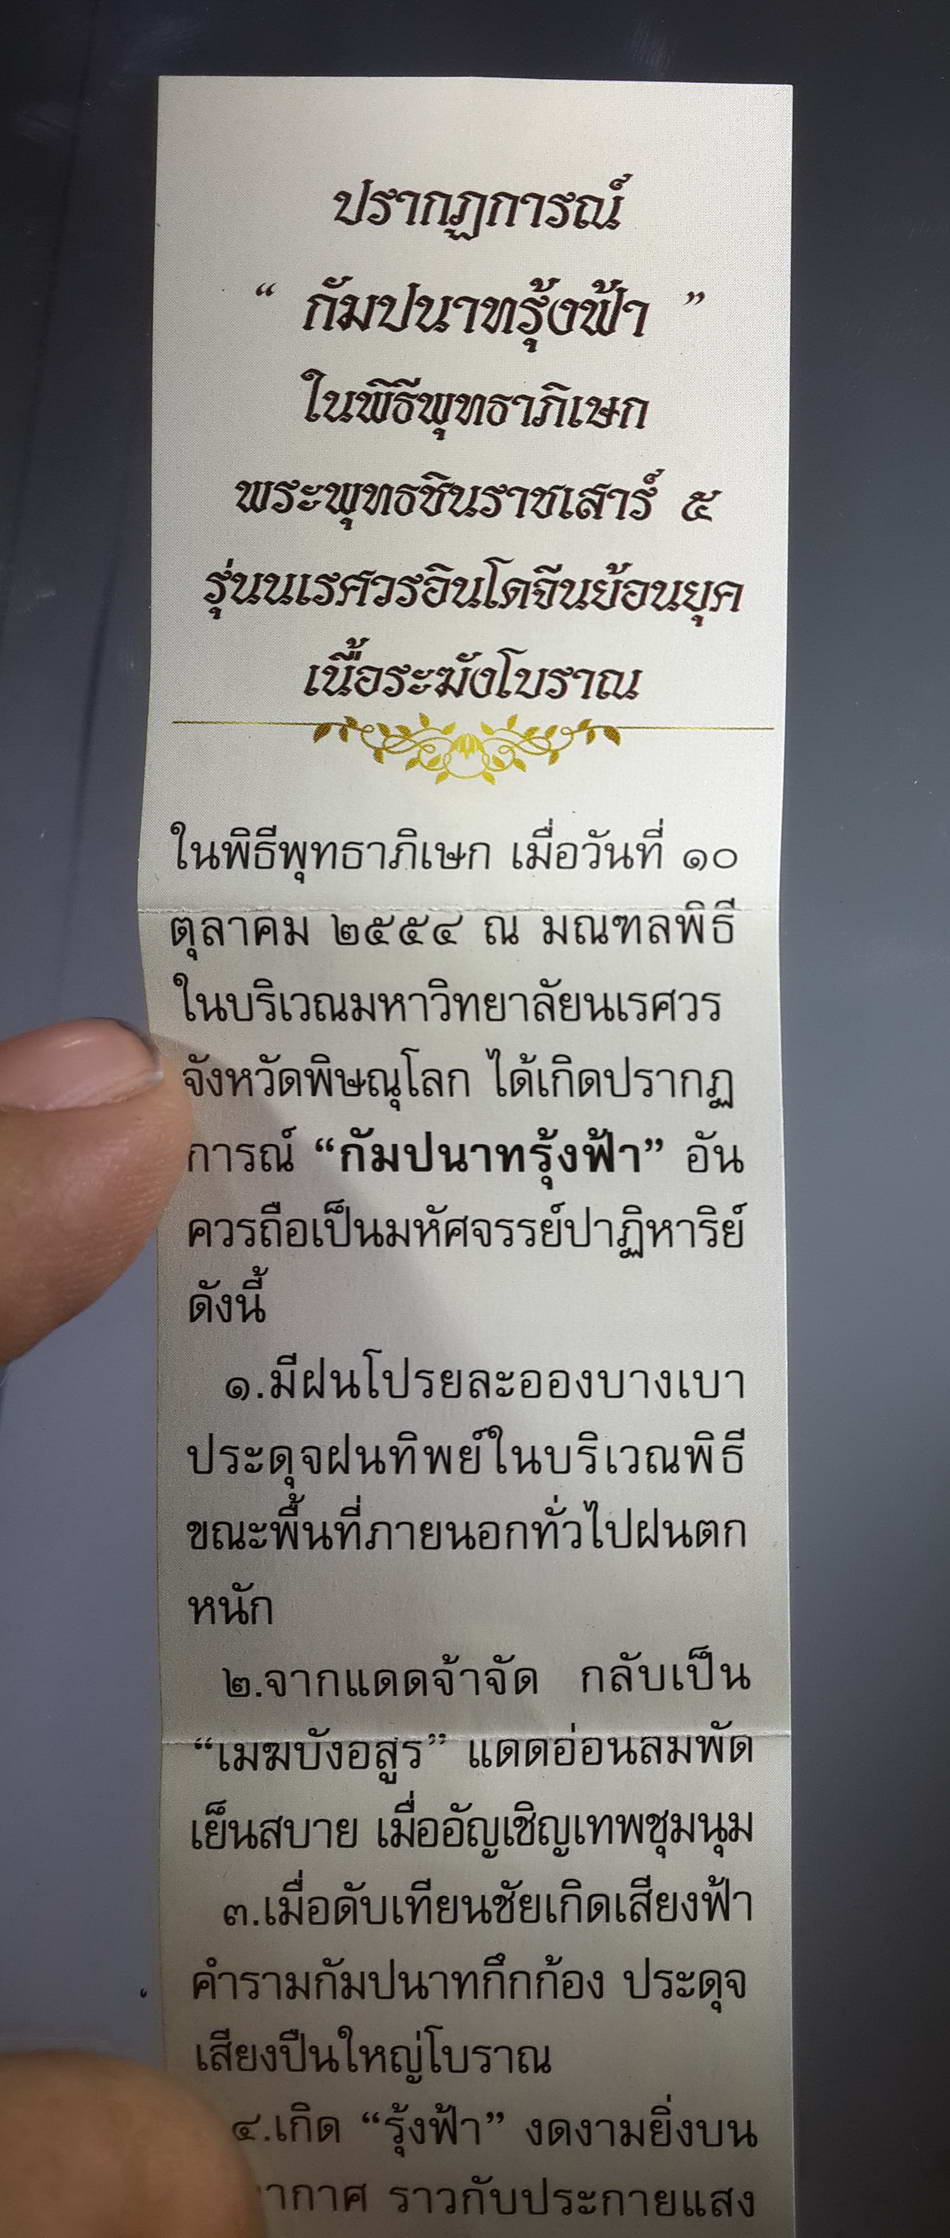 ปรากฏการณ์
“ กัมปนาทรุ้งฟ้า ”
ในพิธีพุทธาภิเษก
พระพุทธชินราชเสาร์ ๕
รุ่นนเรศวรอินโดจีนย้อนยุค
เนื้อระฆังโบราณ
ในพิธีพุทธาภิเษก เมื่อวันที่ ๑๐
ตุลาคม ๒๕๕๔ ณ มณฑลพิธี
ในบริเวณมหาวิทยาลัยนเรศวร
จังหวัดพิษณุโลก ได้เกิดปรากฏ
การณ์ “กัมปนาทรุ้งฟ้า” อัน
ควรถือเป็นมหัศจรรย์ปาฏิหาริย์
ดังนี้
๑.มีฝนโปรยละอองบางเบา
ประดุจฝนทิพย์ในบริเวณพิธี
ขณะพื้นที่ภายนอกทั่วไปฝนตก
หนัก
๒.จากแดดจ้าจัด กลับเป็น
“เมฆบังอสูร” แดดอ่อนลมพัด
เย็นสบาย เมื่ออัญเชิญเทพชุมนุม
๓.เมื่อดับเทียนชัยเกิดเสียงฟ้า
คำรามกัมปนาทกึกก้อง ประดุจ
เสียงปืนใหญ่โบราณ
๔.เกิด “รุ้งฟ้า” งดงามยิ่งบน
ากาศ ราวกับประกายแสง